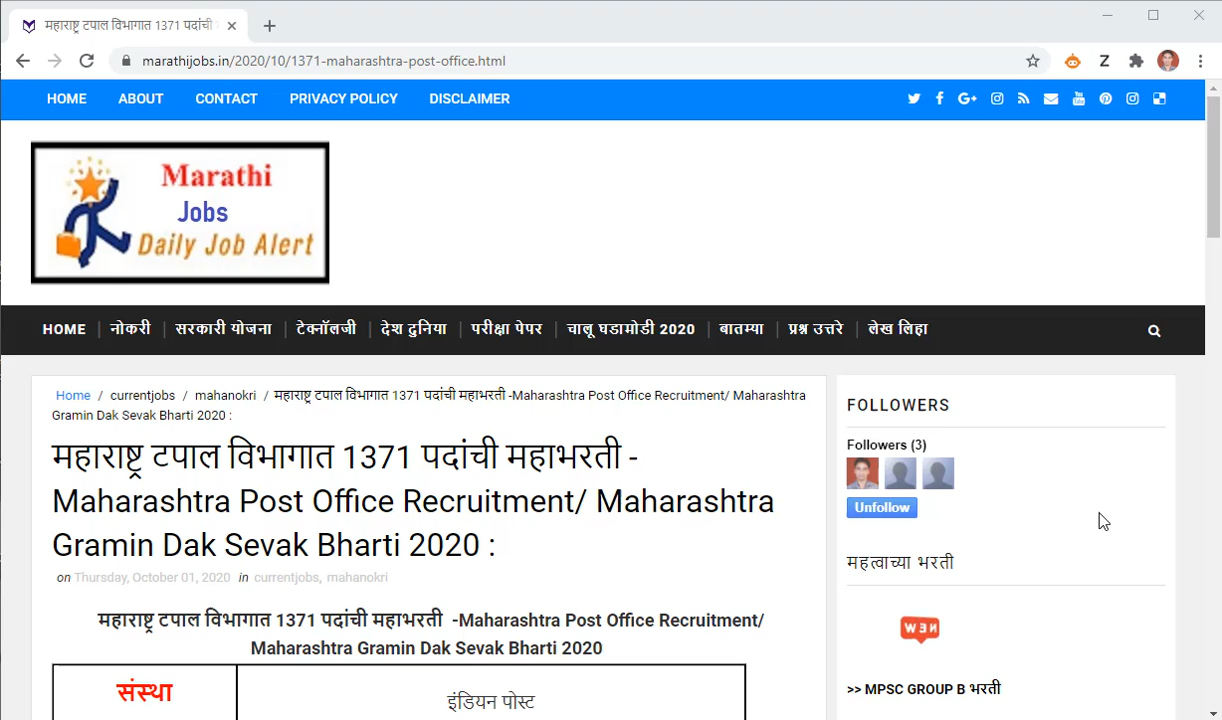 महाराष्ट्र टपाल विभागात 1371 पदांची
marathijobs.in/2020/10/1371-maharashtra-post-office.html
Z
HOME ABOUT CONTACT PRIVACY POLICY DISCLAIMER
Marathi
Jobs
Daily Job Alert
HOME नोकरी सरकारी योजना टेक्नॉलजी देश दुनिया परीक्षा पेपर चालू घडामोडी 2020 बातम्या प्रश्न उत्तरे लेख लिहा
Home / currentjobs / mahanokri / महाराष्ट्र टपाल विभागात 1371 पदांची महाभरती -Maharashtra Post Office Recruitment/ Maharashtra
Gramin Dak Sevak Bharti 2020 :
महाराष्ट्र टपाल विभागात 1371 पदांची महाभरती -
Maharashtra Post Office Recruitment/ Maharashtra
Gramin Dak Sevak Bharti 2020 :
on Thursday, October 01, 2020 in currentjobs, mahanokri
महाराष्ट्र टपाल विभागात 1371 पदांची महाभरती -Maharashtra Post Office Recruitment/
Maharashtra Gramin Dak Sevak Bharti 2020
संस्था इंडियन पोस्ट
FOLLOWERS
Followers (3)
Unfollow
महत्वाच्या भरती
>> MPSC GROUP B भरती